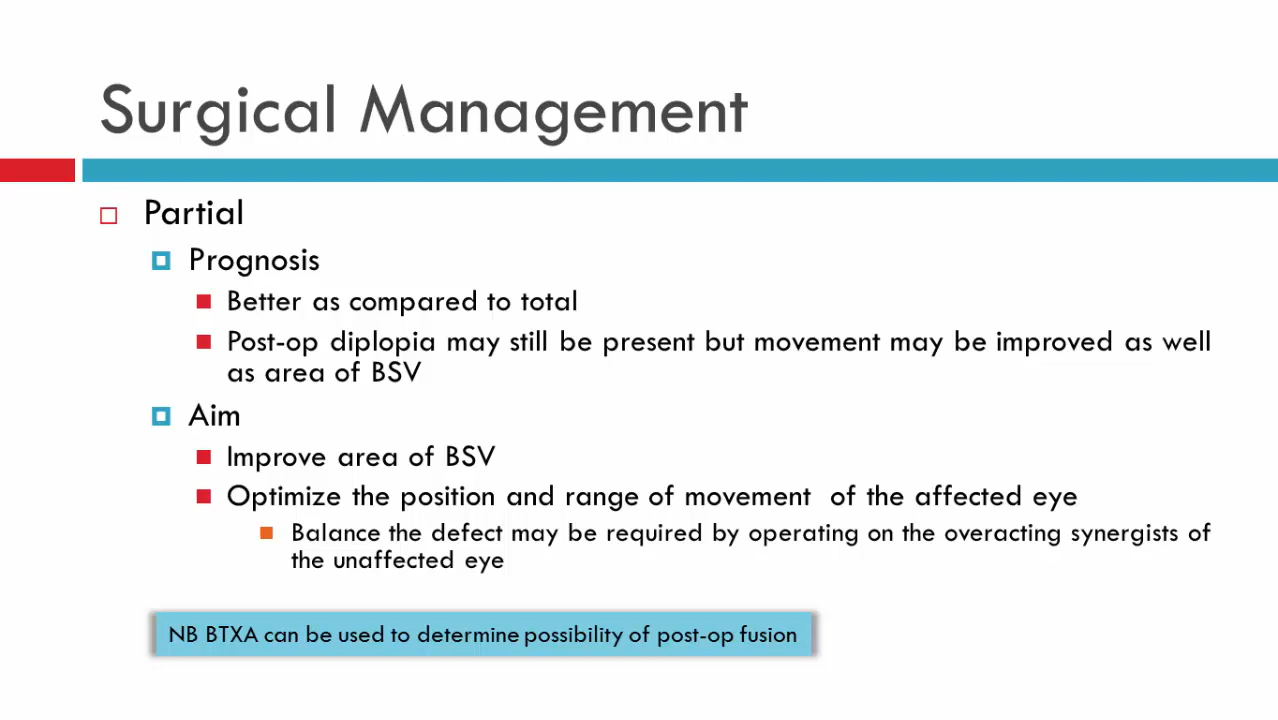 Surgical Management
Partial
Prognosis
Better as compared to total
Post-op diplopia may still be present but movement may be improved as well
as area of BSV
Aim
Improve area of BSV
Optimize the position and range of movement  of the affected eye
Balance the defect may be required by operating on the overacting synergists of
the unaffected eye
NB BTXA can be used to determine possibility of post-op fusion